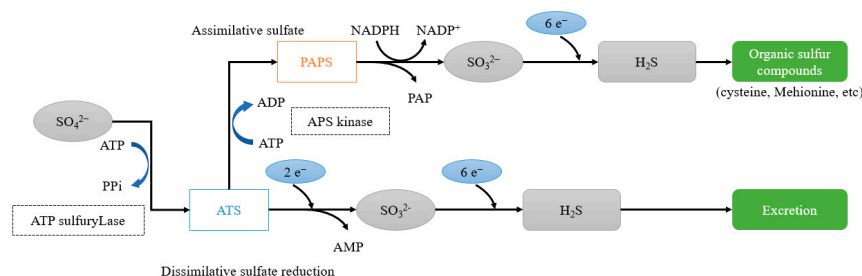 Assimilative sulfate
NADPH
NADP⁺
6 e⁻
PAPS
SO₃²⁻
H₂S
Organic sulfur
compounds
(cysteine, Mehionine, etc)
PAP
ADP
APS kinase
ATP
SO₄²⁻
ATP
PPi
ATP sulfuryLase
ATS
2 e⁻
AMP
SO₃²⁻
6 e⁻
H₂S
Excretion
Dissimilative sulfate reduction